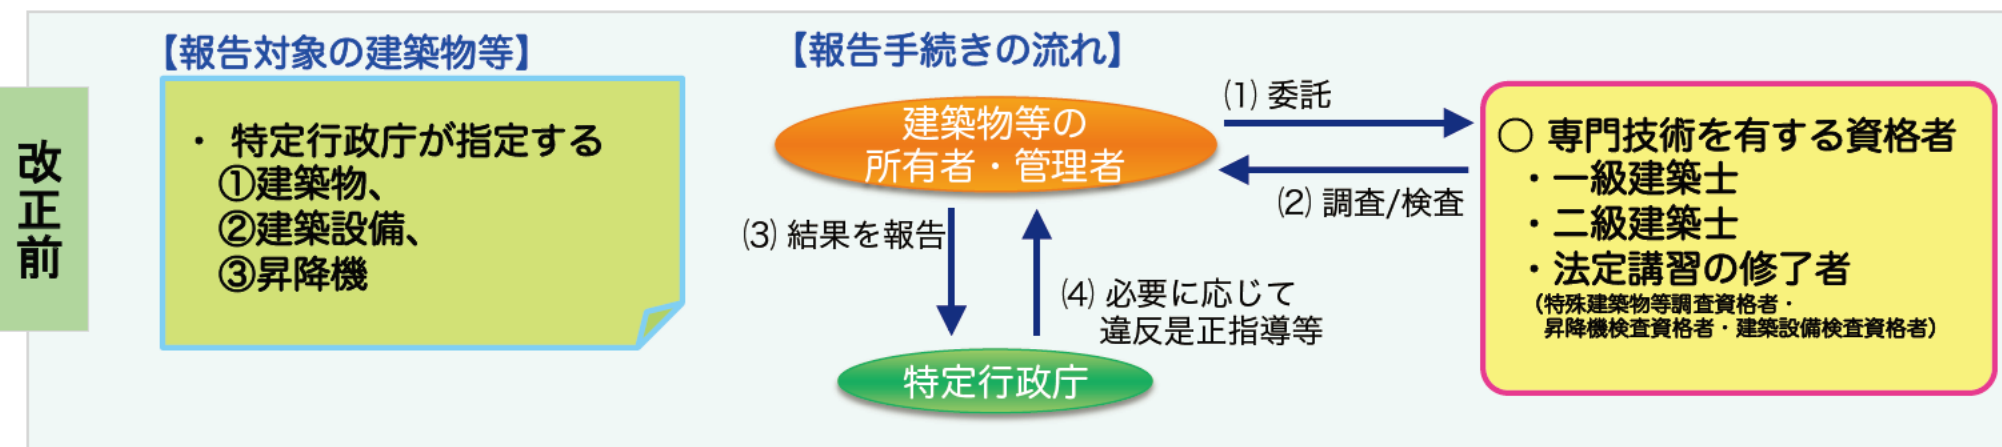 改正前
【報告対象の建築物等】
・ 特定行政庁が指定する
①建築物、
②建築設備、
③昇降機
【報告手続きの流れ】
建築物等の
所有者・管理者
⑴ 委託
⑵ 調査/検査
⑶ 結果を報告
⑷ 必要に応じて
違反是正指導等
特定行政庁
○ 専門技術を有する資格者
・一級建築士
・二級建築士
・法定講習の修了者
（特殊建築物等調査資格者・
昇降機検査資格者・建築設備検査資格者）